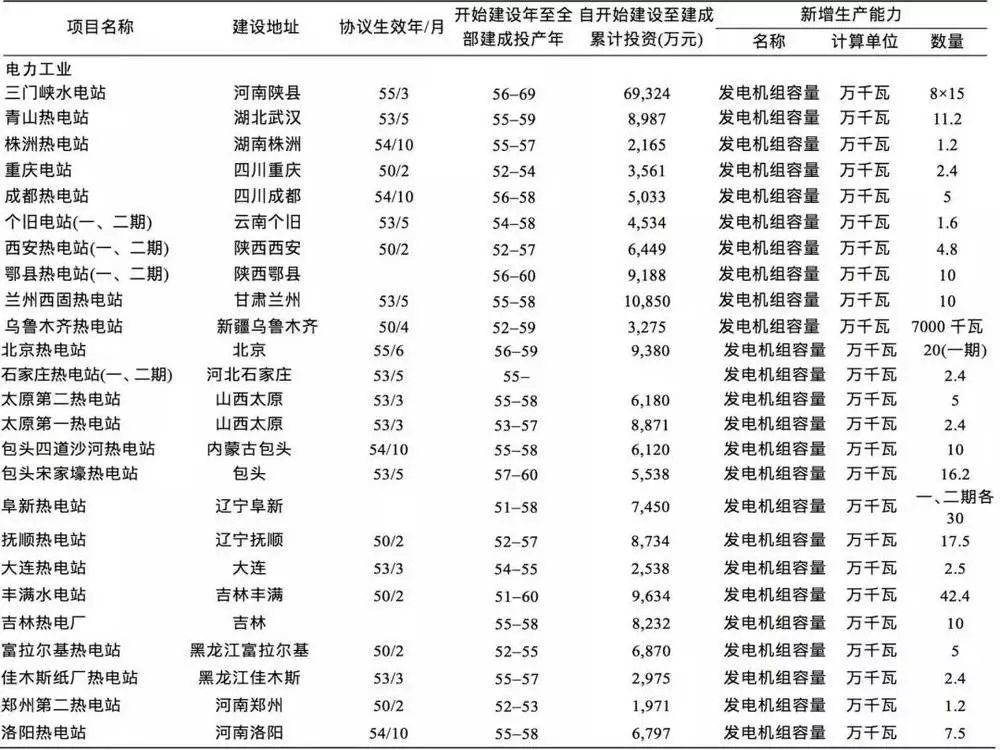 项目名称 建设地址 协议生效年/月 开始建设年至全部建成投产年 自开始建设至建成累计投资(万元) 新增生产能力
名称 计算单位 数量
电力工业
三门峡水电站 河南陕县 55/3 56–69 69,324 发电机组容量 万千瓦 8×15
青山热电站 湖北武汉 53/5 55–59 8,987 发电机组容量 万千瓦 11.2
株洲热电站 湖南株洲 54/10 55–57 2,165 发电机组容量 万千瓦 1.2
重庆电站 四川重庆 50/2 52–54 3,561 发电机组容量 万千瓦 2.4
成都热电站 四川成都 54/10 56–58 5,033 发电机组容量 万千瓦 5
个旧电站(一、二期) 云南个旧 53/5 54–58 4,534 发电机组容量 万千瓦 1.6
西安热电站(一、二期) 陕西西安 50/2 52–57 6,449 发电机组容量 万千瓦 4.8
鄂县热电站(一、二期) 陕西鄂县 56–60 9,188 发电机组容量 万千瓦 10
兰州西固热电站 甘肃兰州 53/5 55–58 10,850 发电机组容量 万千瓦 10
乌鲁木齐热电站 新疆乌鲁木齐 50/4 52–59 3,275 发电机组容量 万千瓦 7000 千瓦
北京热电站 北京 55/6 56–59 9,380 发电机组容量 万千瓦 20(一期)
石家庄热电站(一、二期) 河北石家庄 53/5 55– 发电机组容量 万千瓦 2.4
太原第二热电站 山西太原 53/3 55–58 6,180 发电机组容量 万千瓦 5
太原第一热电站 山西太原 53/3 53–57 8,871 发电机组容量 万千瓦 2.4
包头四道沙河热电站 内蒙古包头 54/10 55–58 6,120 发电机组容量 万千瓦 10
包头宋家壕热电站 包头 53/5 57–60 5,538 发电机组容量 万千瓦 16.2
阜新热电站 辽宁阜新 51–58 7,450 发电机组容量 万千瓦 一、二期各30
抚顺热电站 辽宁抚顺 50/2 52–57 8,734 发电机组容量 万千瓦 17.5
大连热电站 大连 53/3 54–55 2,538 发电机组容量 万千瓦 2.5
丰满水电站 吉林丰满 50/2 51–60 9,634 发电机组容量 万千瓦 42.4
吉林热电厂 吉林 55–58 8,232 发电机组容量 万千瓦 10
富拉尔基热电站 黑龙江富拉尔基 50/2 52–55 6,870 发电机组容量 万千瓦 5
佳木斯纸厂热电站 黑龙江佳木斯 53/3 55–57 2,975 发电机组容量 万千瓦 2.4
郑州第二热电站 河南郑州 50/2 52–53 1,971 发电机组容量 万千瓦 1.2
洛阳热电站 河南洛阳 54/10 55–58 6,797 发电机组容量 万千瓦 7.5